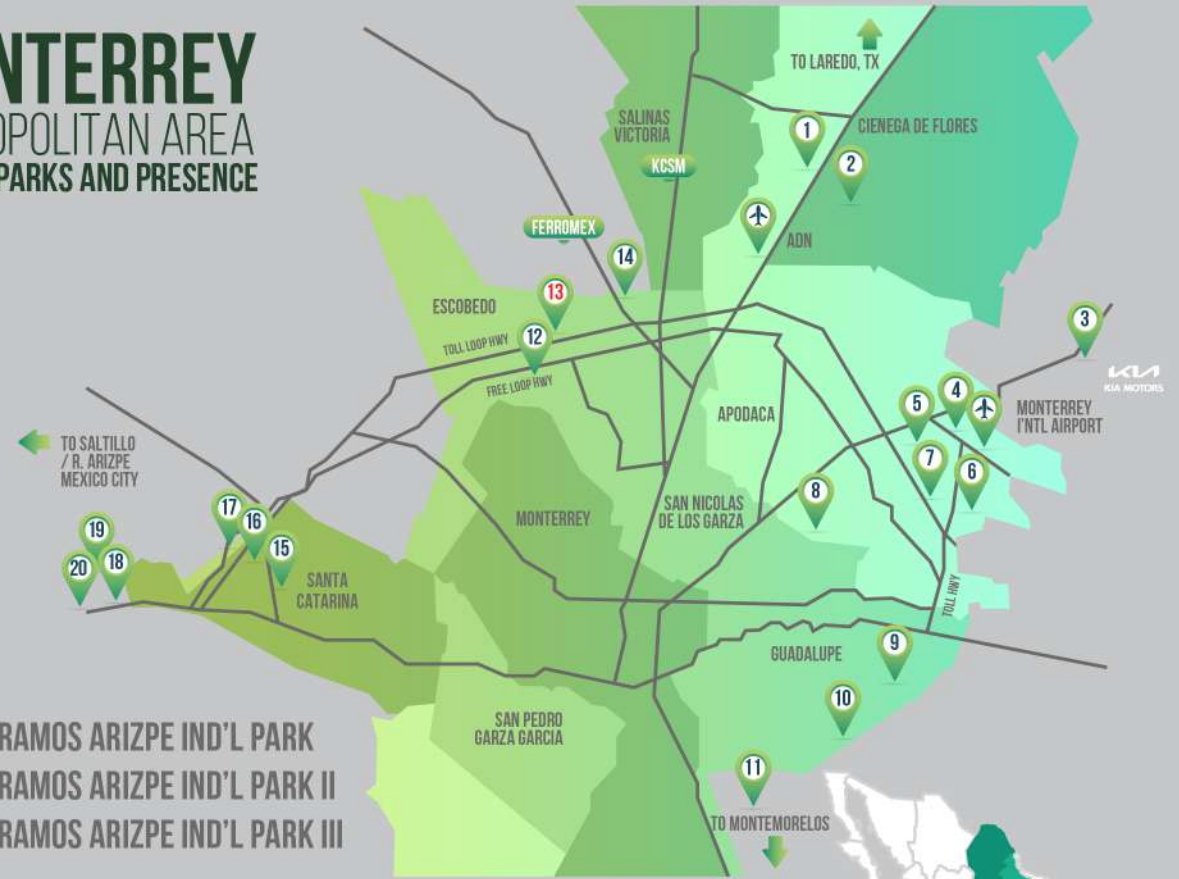 NTERREY
OPOLITAN AREA
PARKS AND PRESENCE
TO LAREDO, TX
SALINAS
VICTORIA
KCSM
1
CIENEGA DE FLORES
2
FERROMEX
ADN
14
13
ESCOBEDO
3
12
TOLL LOOP HWY
FREE LOOP HWY
KIA
KIA MOTORS
4
5
MONTERREY
I'NTL AIRPORT
APODACA
7
6
TO SALTILLO
/ R. ARIZPE
MEXICO CITY
8
SAN NICOLAS
DE LOS GARZA
MONTERREY
17
16
15
19
20
18
SANTA
CATARINA
TOLL HWY
GUADALUPE
9
10
SAN PEDRO
GARZA GARCIA
11
TO MONTEMORELOS
RAMOS ARIZPE IND'L PARK
RAMOS ARIZPE IND'L PARK II
RAMOS ARIZPE IND'L PARK III